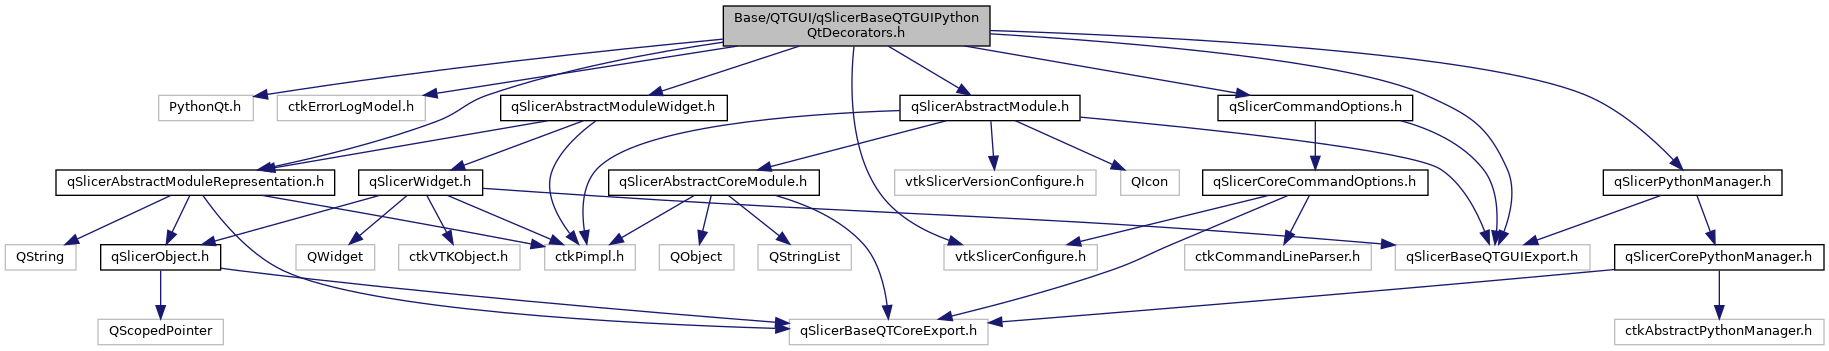 Base/QTGUI/qSlicerBaseQTGUIPython
QtDecorators.h
PythonQt.h
ctkErrorLogModel.h
qSlicerAbstractModuleWidget.h
qSlicerAbstractModule.h
qSlicerCommandOptions.h
qSlicerAbstractModuleRepresentation.h
qSlicerWidget.h
qSlicerAbstractCoreModule.h
vtkSlicerVersionConfigure.h
QIcon
qSlicerCoreCommandOptions.h
qSlicerPythonManager.h
QString
qSlicerObject.h
QWidget
ctkVTKObject.h
ctkPimpl.h
QObject
QStringList
vtkSlicerConfigure.h
ctkCommandLineParser.h
qSlicerBaseQTGUIExport.h
qSlicerCorePythonManager.h
QScopedPointer
qSlicerBaseQTCoreExport.h
ctkAbstractPythonManager.h